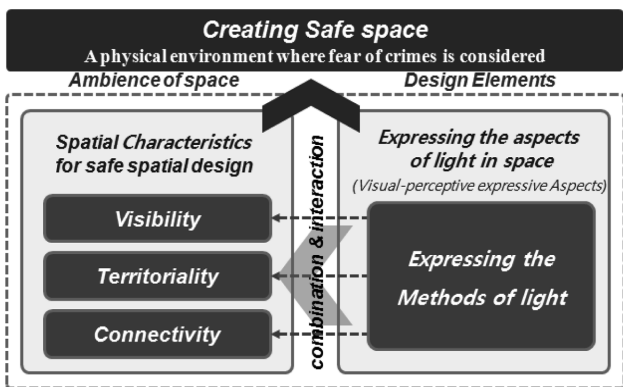 Creating Safe space
A physical environment where fear of crimes is considered
Ambience of space
Design Elements
Spatial Characteristics
for safe spatial design
Visibility
Territoriality
Connectivity
combination & interaction
Expressing the aspects
of light in space
(Visual-perceptive expressive Aspects)
Expressing the
Methods of light